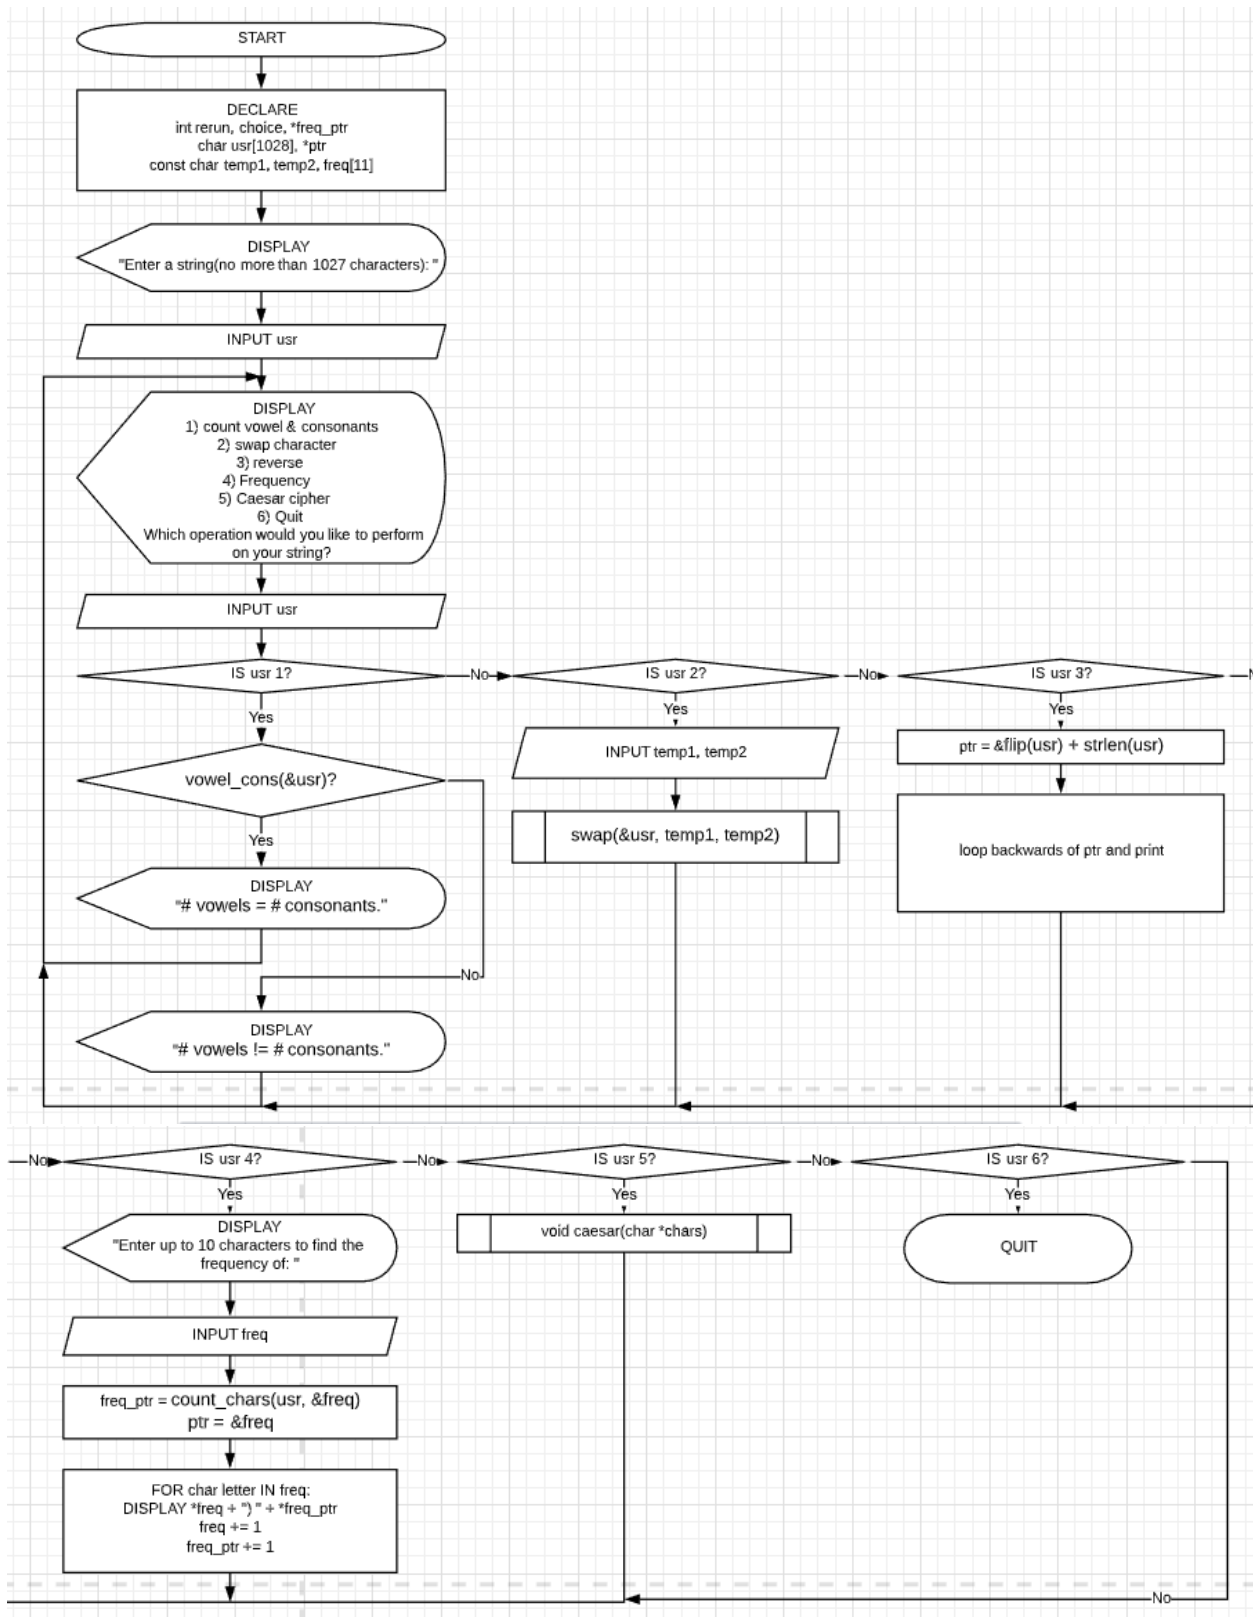 START
DECLARE
int rerun, choice, *freq_ptr
char usr[1028], *ptr
const char temp1, temp2, freq[11]
DISPLAY
"Enter a string(no more than 1027 characters): "
INPUT usr
DISPLAY
1) count vowel & consonants
2) swap character
3) reverse
4) Frequency
5) Caesar cipher
6) Quit
Which operation would you like to perform
on your string?
INPUT usr
IS usr 1?
No
IS usr 2?
No
IS usr 3?
Yes
Yes
Yes
vowel_cons(&usr)?
INPUT temp1, temp2
ptr = &flip(usr) + strlen(usr)
swap(&usr, temp1, temp2)
loop backwards of ptr and print
Yes
DISPLAY
"# vowels = # consonants."
No
DISPLAY
"# vowels != # consonants."
No
IS usr 4?
No
IS usr 5?
No
IS usr 6?
Yes
Yes
Yes
DISPLAY
"Enter up to 10 characters to find the
frequency of: "
void caesar(char *chars)
QUIT
INPUT freq
freq_ptr = count_chars(usr, &freq)
ptr = &freq
FOR char letter IN freq:
DISPLAY *freq + ") " + *freq_ptr
freq += 1
freq_ptr += 1
No